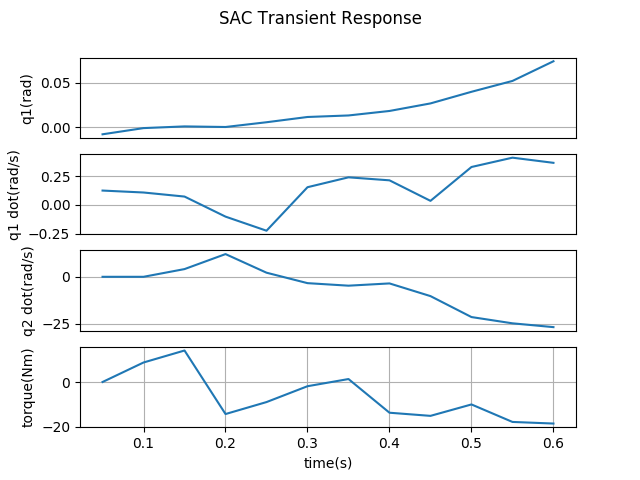 SAC Transient Response
q1(rad)
0.05
0.00
q1 dot(rad/s)
0.25
0.00
−0.25
q2 dot(rad/s)
0
−25
torque(Nm)
0
−20
0.1 0.2 0.3 0.4 0.5 0.6
time(s)